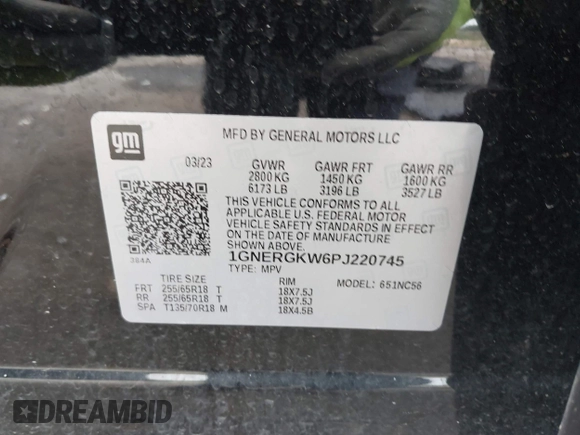 gm
MFD BY GENERAL MOTORS LLC
03/23 GVWR GAWR FRT GAWR RR
2800 KG 1450 KG 1600 KG
6173 LB 3196 LB 3527 LB
THIS VEHICLE CONFORMS TO ALL
APPLICABLE U.S. FEDERAL MOTOR
VEHICLE SAFETY STANDARDS IN EFFECT
ON THE DATE OF MANUFACTURE
SHOWN ABOVE.
384A 1GNERGKW6PJ220745
TYPE: MPV MODEL: 651NC56
TIRE SIZE RIM
FRT 255/65R18 T 18X7.5J
RR 255/65R18 T 18X7.5J
SPA T135/70R18 M 18X4.5B
DREAMBID